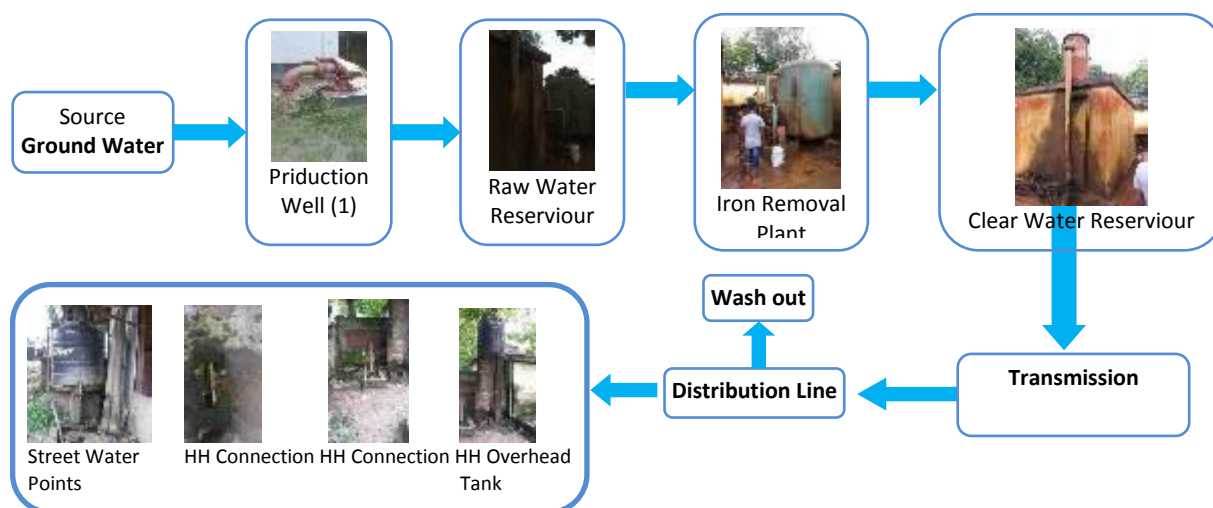 Source
Ground Water
Priduction
Well (1)
Raw Water
Reserviour
Iron Removal
Plant
Clear Water Reserviour
Transmission
Distribution Line
Wash out
Street Water
Points
HH Connection
HH Connection
HH Overhead
Tank